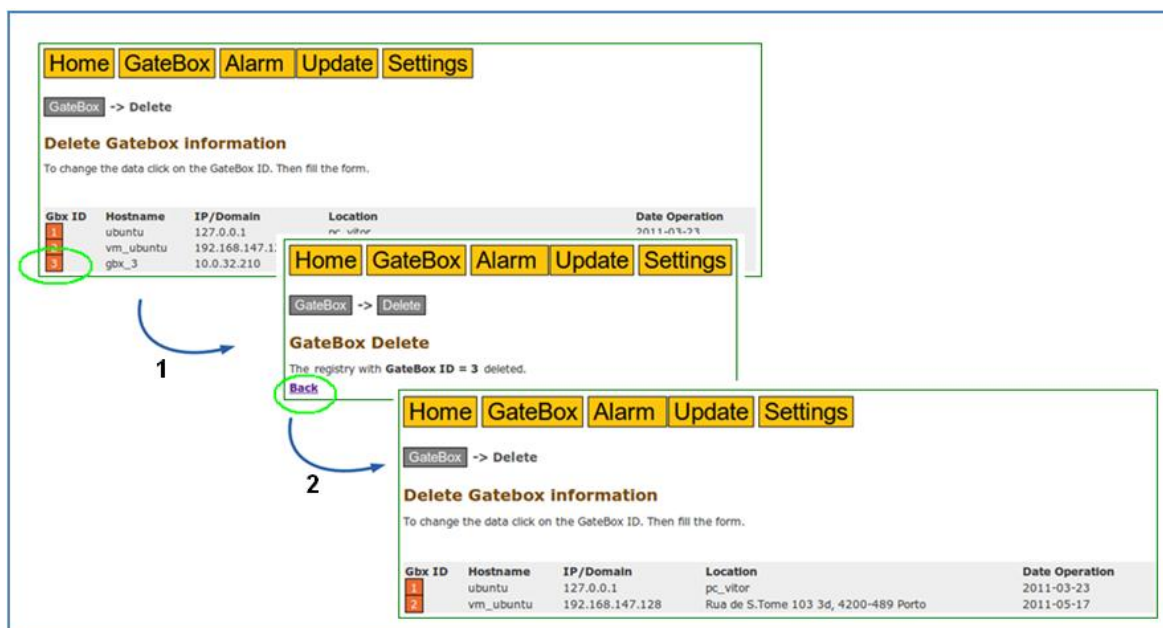 Home GateBox Alarm Update Settings
GateBox -> Delete
Delete Gatebox information
To change the data click on the GateBox ID. Then fill the form.
Gbx ID Hostname IP/Domain Location Date Operation
1 ubuntu 127.0.0.1 pc_vitor 2011-03-23
2 vm_ubuntu 192.168.147.12
3 gbx_3 10.0.32.210
1
Home GateBox Alarm Update Settings
GateBox -> Delete
GateBox Delete
The registry with GateBox ID = 3 deleted.
Back
2
Home GateBox Alarm Update Settings
GateBox -> Delete
Delete Gatebox information
To change the data click on the GateBox ID. Then fill the form.
Gbx ID Hostname IP/Domain Location Date Operation
1 ubuntu 127.0.0.1 pc_vitor 2011-03-23
2 vm_ubuntu 192.168.147.128 Rua de S.Tome 103 3d, 4200-489 Porto 2011-05-17